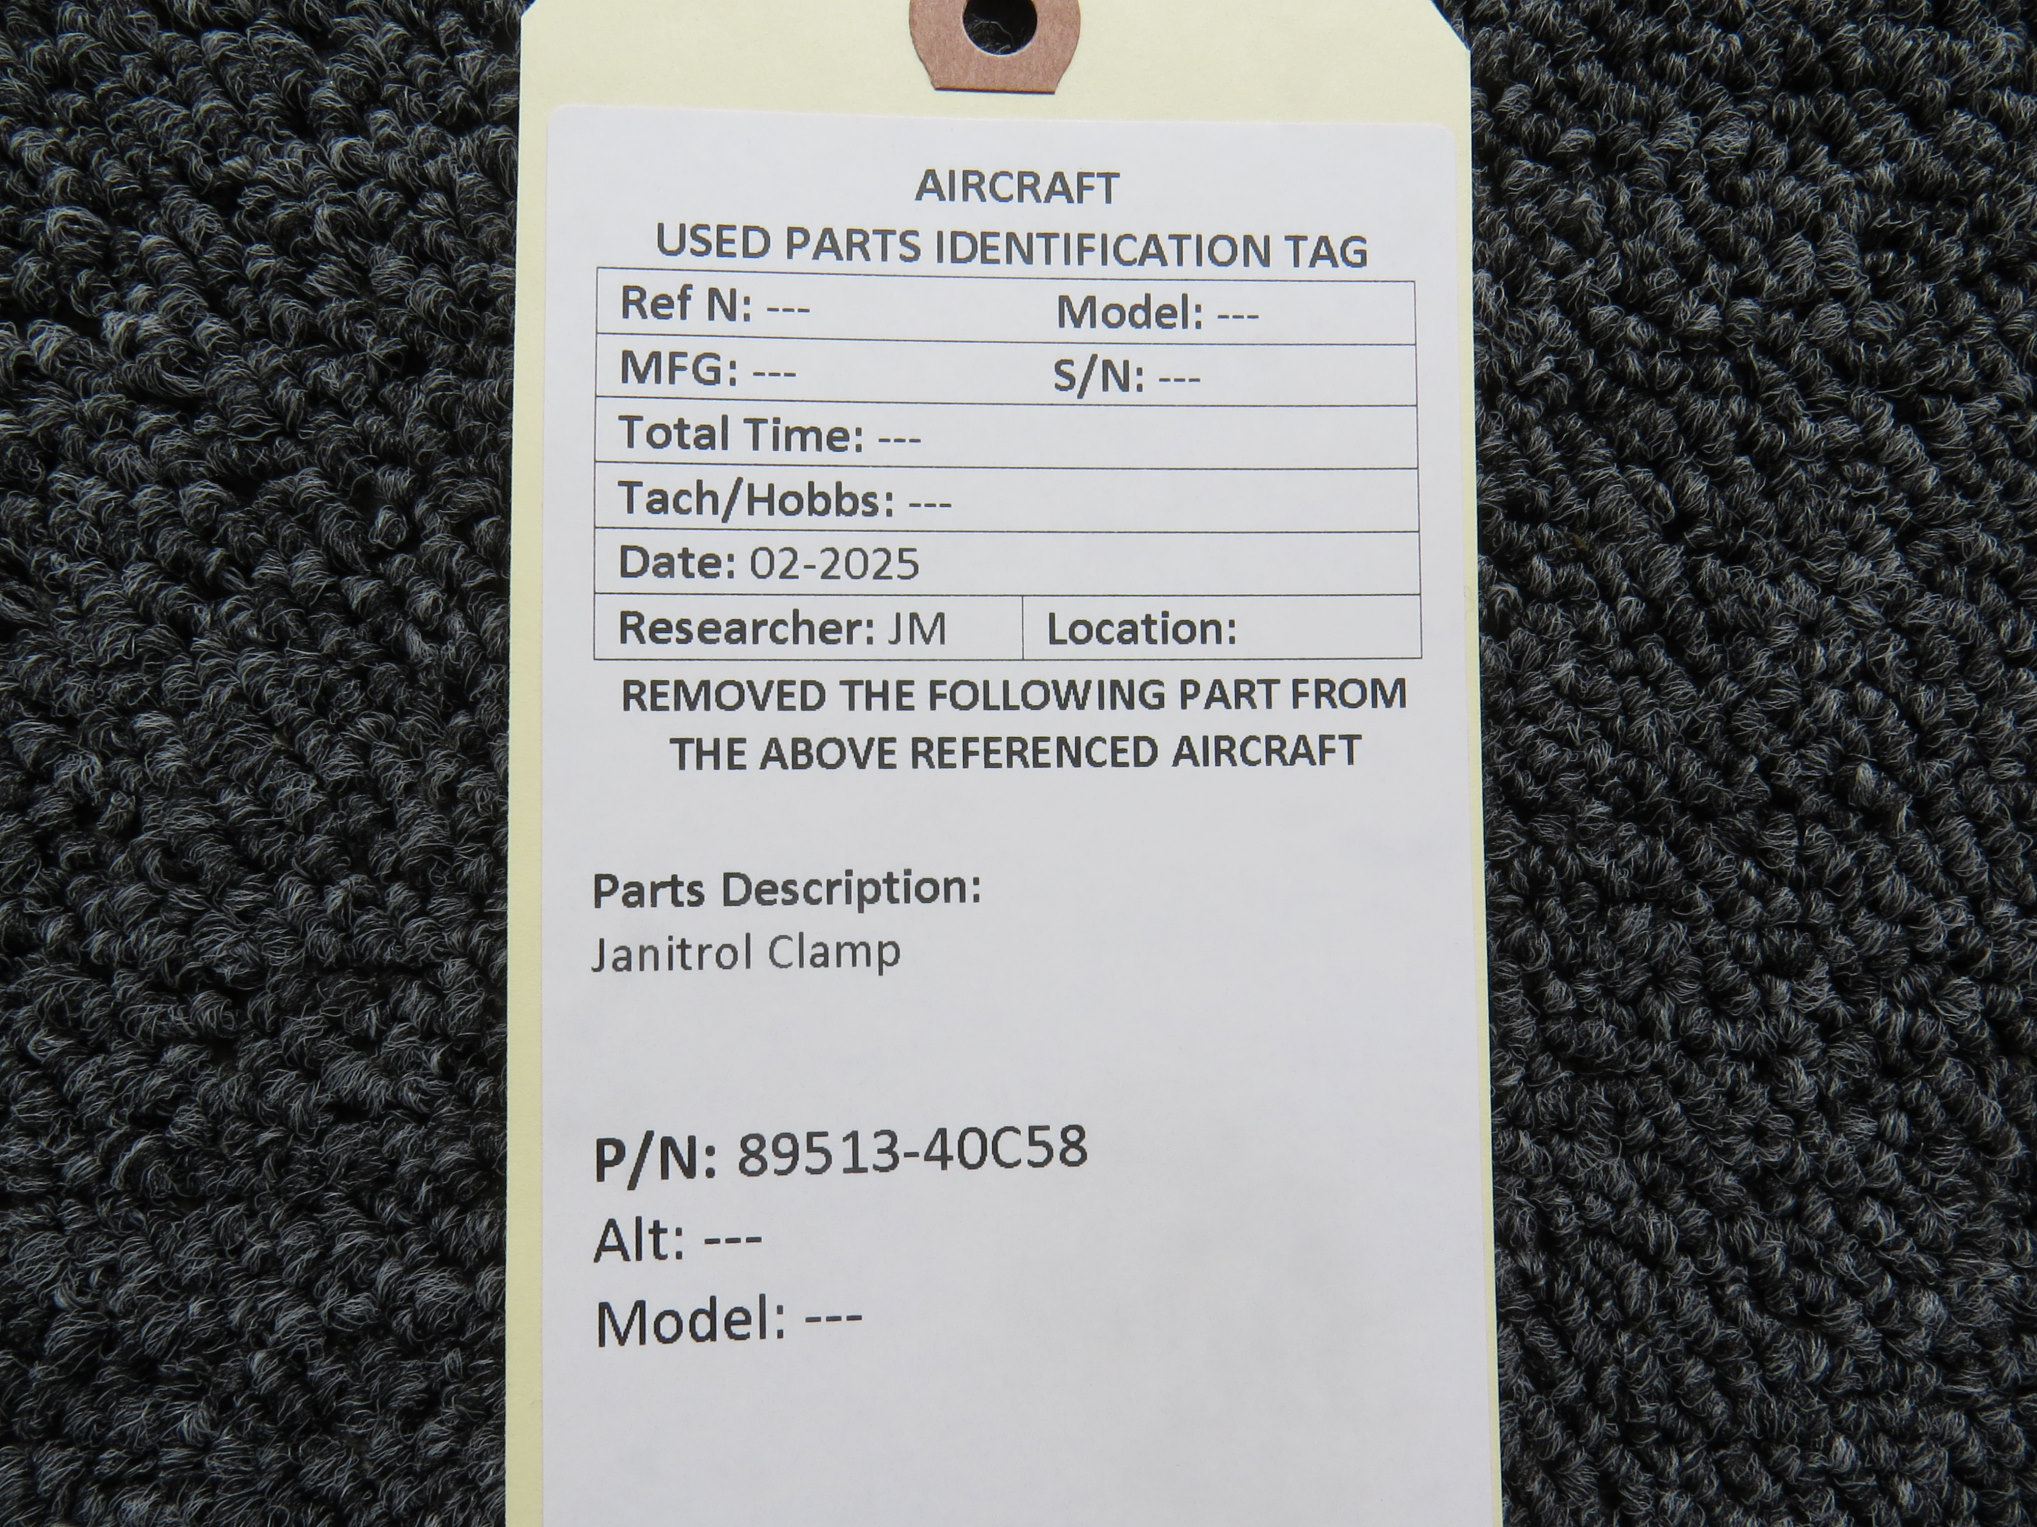 AIRCRAFT
USED PARTS IDENTIFICATION TAG
Ref N: --- Model: ---
MFG: --- S/N: ---
Total Time: ---
Tach/Hobbs: ---
Date: 02-2025
Researcher: JM Location:
REMOVED THE FOLLOWING PART FROM
THE ABOVE REFERENCED AIRCRAFT
Parts Description:
Janitrol Clamp
P/N: 89513-40C58
Alt: ---
Model: ---